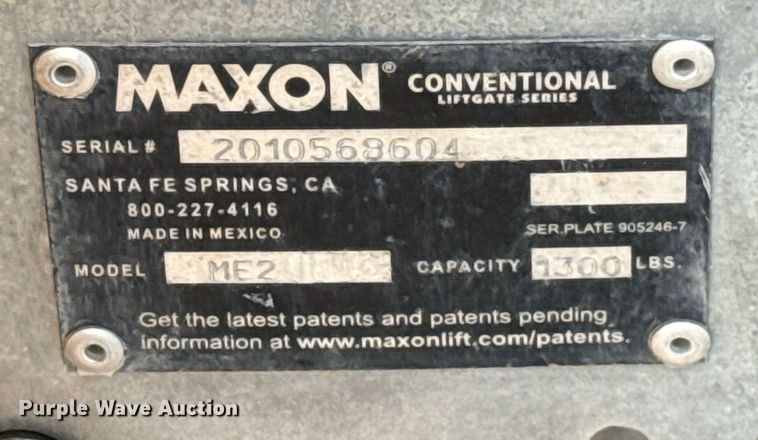 MAXON® CONVENTIONAL
LIFTGATE SERIES
SERIAL # 2010568604
SANTA FE SPRINGS, CA
800-227-4116
MADE IN MEXICO
SER.PLATE 905246-7
MODEL ME2 CAPACITY 1300 LBS.
Get the latest patents and patents pending
information at www.maxonlift.com/patents.
Purple Wave Auction